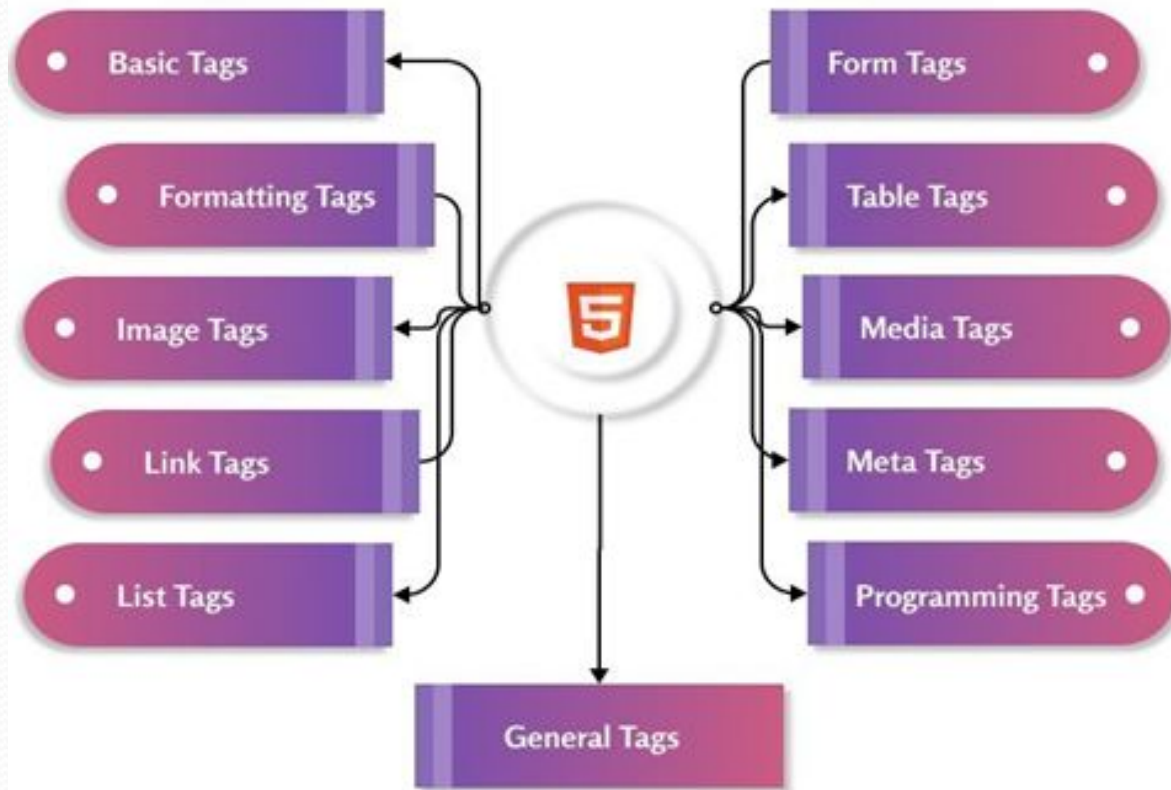 Basic Tags
Formatting Tags
Image Tags
Link Tags
List Tags
5
Form Tags
Table Tags
Media Tags
Meta Tags
Programming Tags
General Tags